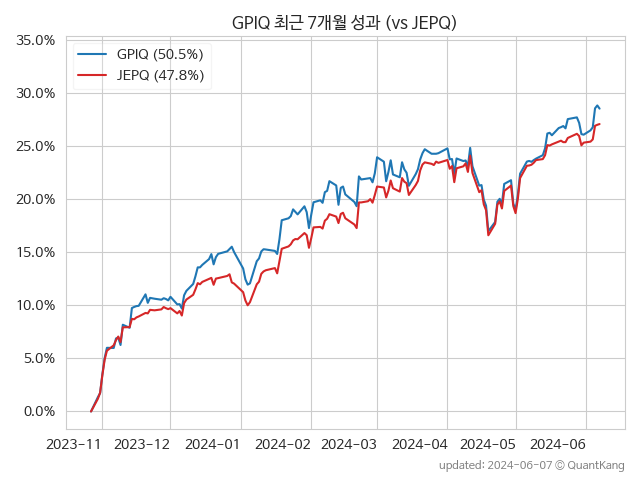 GPIQ 최근 7개월 성과 (vs JEPQ)
GPIQ (50.5%)
JEPQ (47.8%)
35.0%
30.0%
25.0%
20.0%
15.0%
10.0%
5.0%
0.0%
2023-11 2023-12 2024-01 2024-02 2024-03 2024-04 2024-05 2024-06
updated: 2024-06-07 © QuantKang